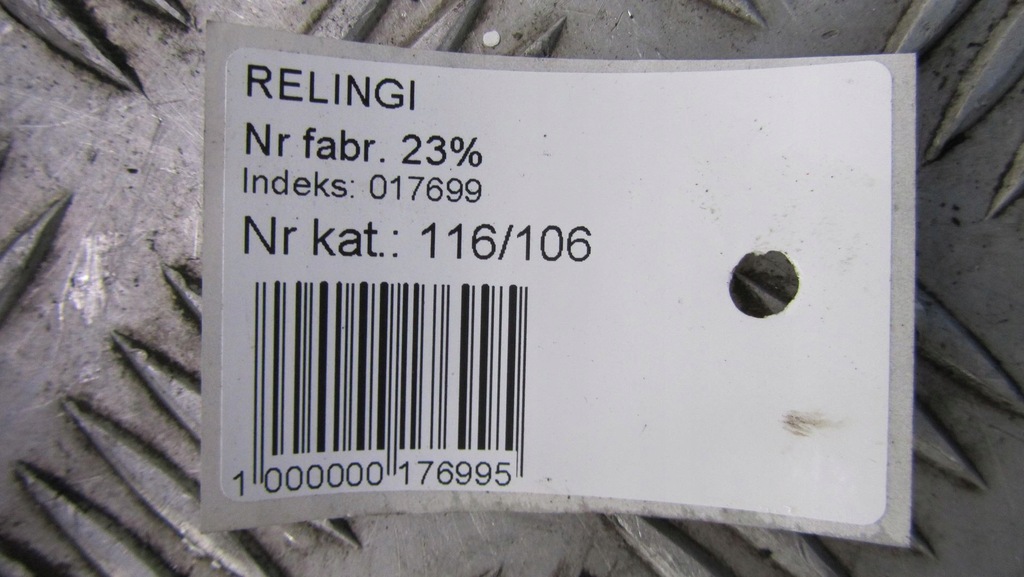 RELINGI
Nr fabr. 23%
Indeks: 017699
Nr kat.: 116/106
1 000000 176995